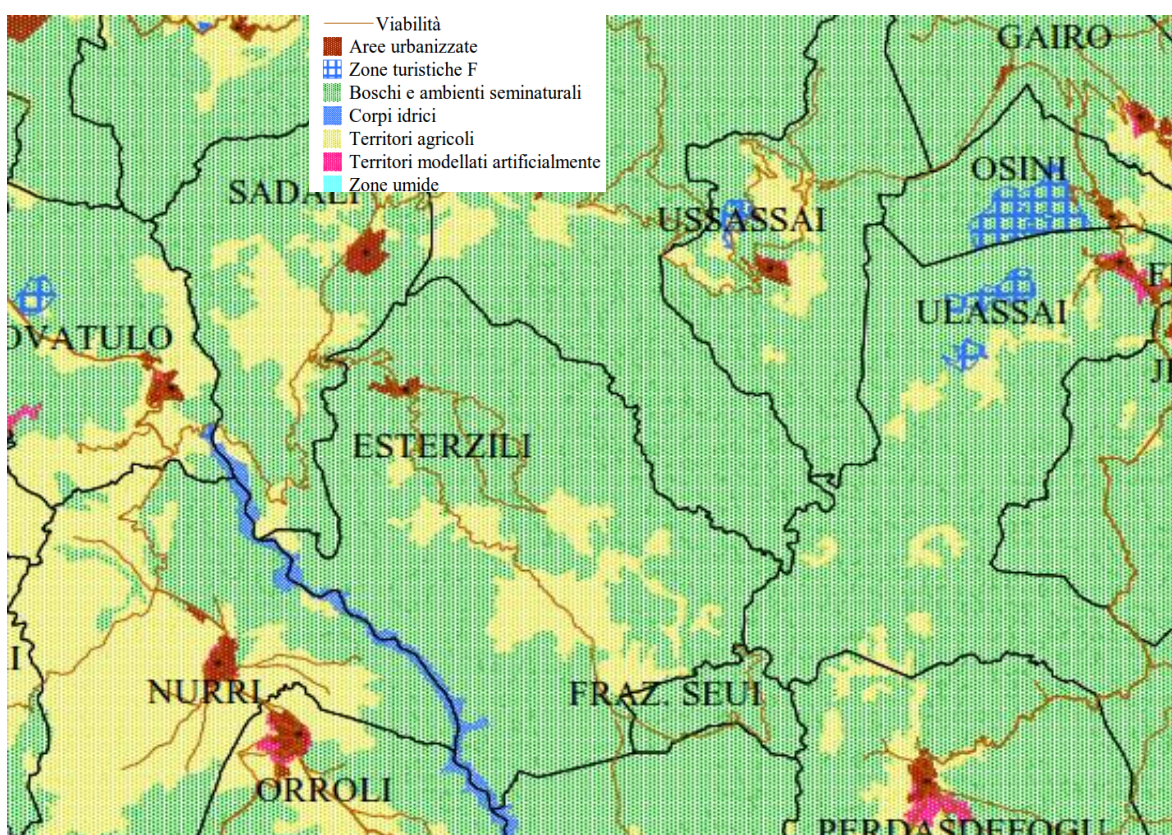 Viabilità
Aree urbanizzate
Zone turistiche F
Boschi e ambienti seminaturali
Corpi idrici
Territori agricoli
Territori modellati artificialmente
Zone umide
GAIRO
OSINI
SADALI
USSASSAI
ULASSAI
OVATULO
ESTERZILI
NURRI
FRAZ. SEUI
ORROLI
PERDASDEFOGU